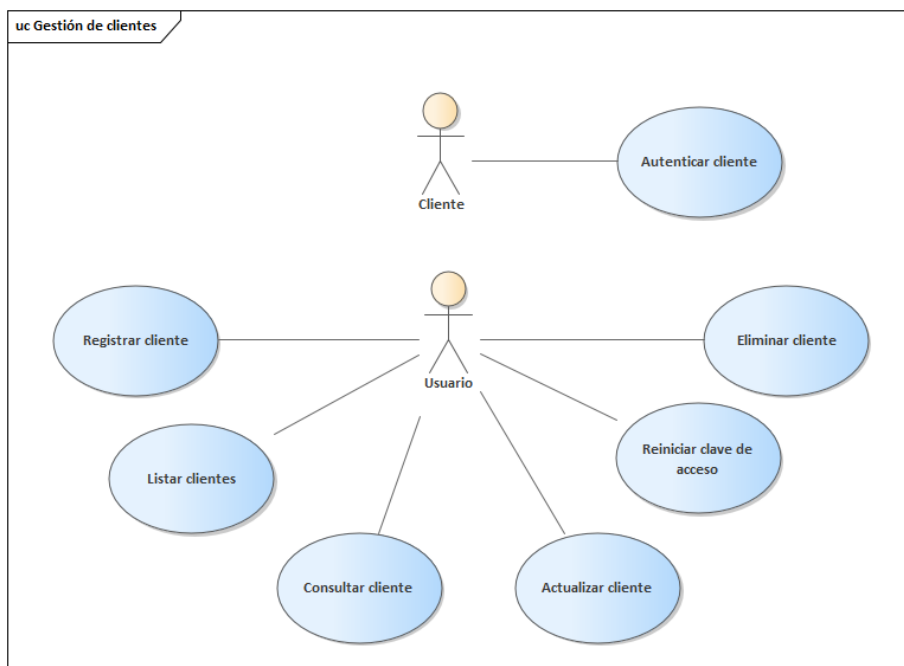 uc Gestión de clientes
Autenticar cliente
Cliente
Registrar cliente
Eliminar cliente
Usuario
Reiniciar clave de
acceso
Listar clientes
Consultar cliente
Actualizar cliente